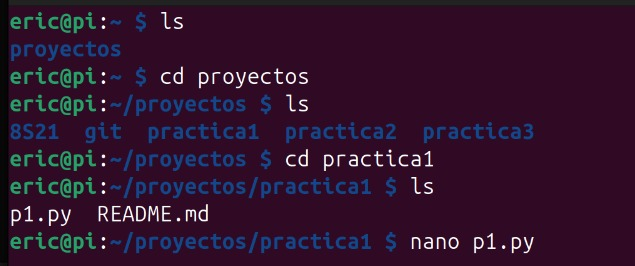 eric@pi:~ $ ls
proyectos
eric@pi:~ $ cd proyectos
eric@pi:~/proyectos $ ls
8S21  git  practica1  practica2  practica3
eric@pi:~/proyectos $ cd practica1
eric@pi:~/proyectos/practica1 $ ls
p1.py  README.md
eric@pi:~/proyectos/practica1 $ nano p1.py